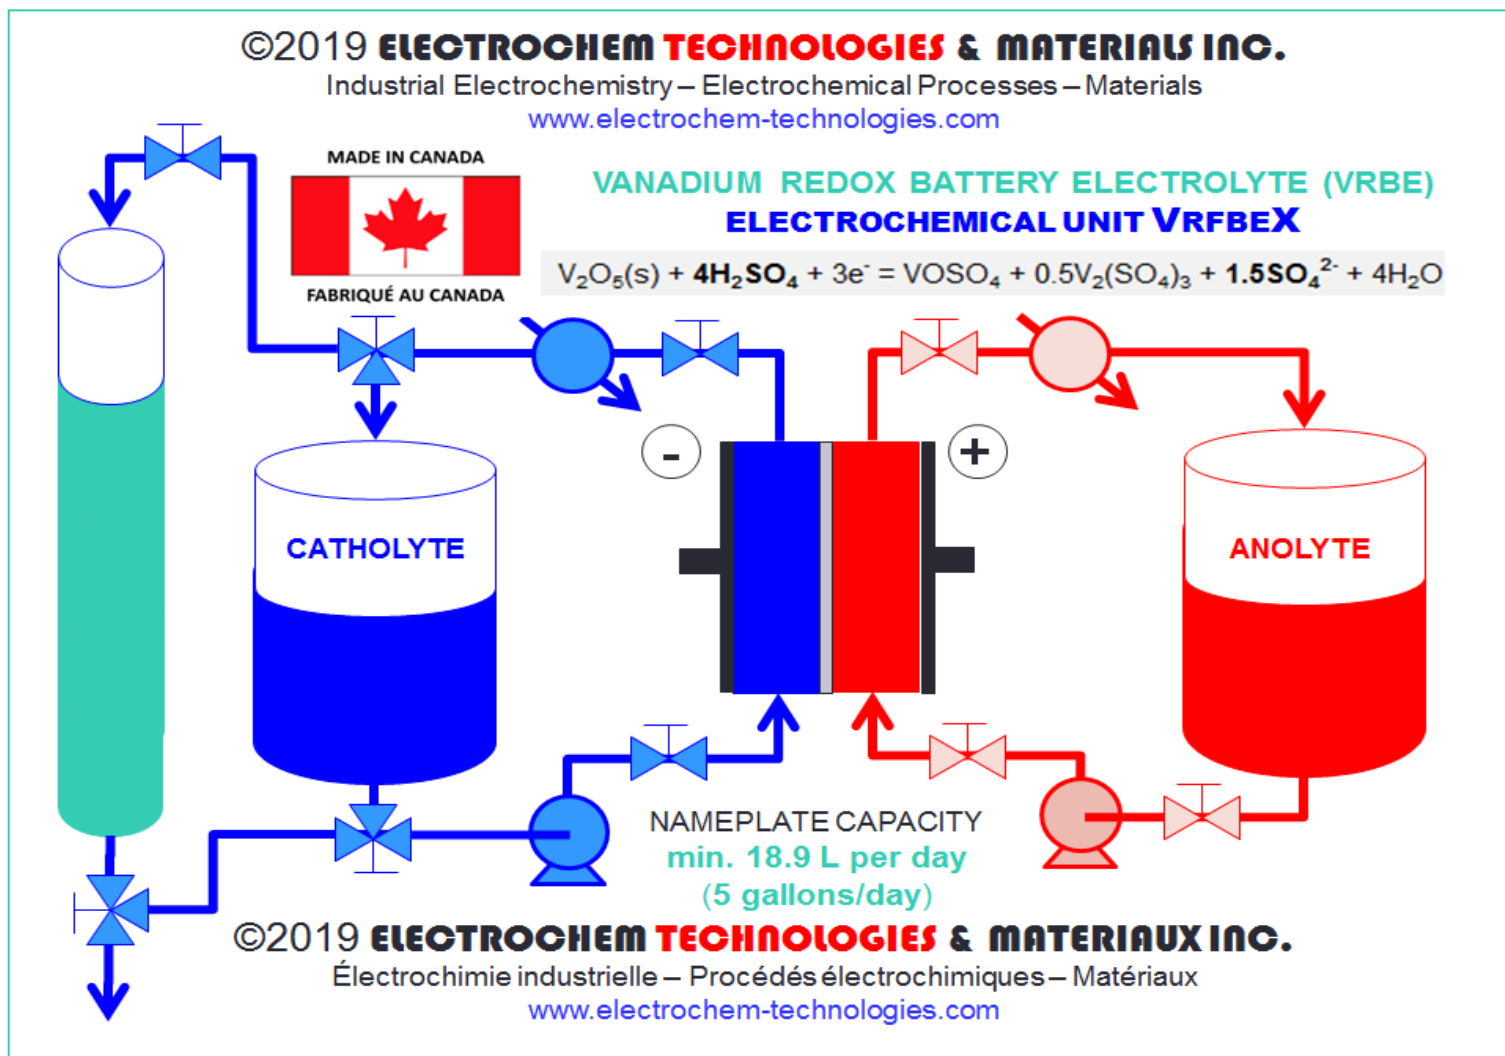 ©2019 ELECTROCHEM TECHNOLOGIES & MATERIALS INC.
Industrial Electrochemistry – Electrochemical Processes – Materials
www.electrochem-technologies.com
MADE IN CANADA
FABRIQUÉ AU CANADA
VANADIUM REDOX BATTERY ELECTROLYTE (VRBE)
ELECTROCHEMICAL UNIT VRFBEX
V₂O₅(s) + 4H₂SO₄ + 3e⁻ = VOSO₄ + 0.5V₂(SO₄)₃ + 1.5SO₄²⁻ + 4H₂O
-
+
CATHOLYTE
ANOLYTE
NAMEPLATE CAPACITY
min. 18.9 L per day
(5 gallons/day)
©2019 ELECTROCHEM TECHNOLOGIES & MATERIAUX INC.
Électrochimie industrielle – Procédés électrochimiques – Matériaux
www.electrochem-technologies.com